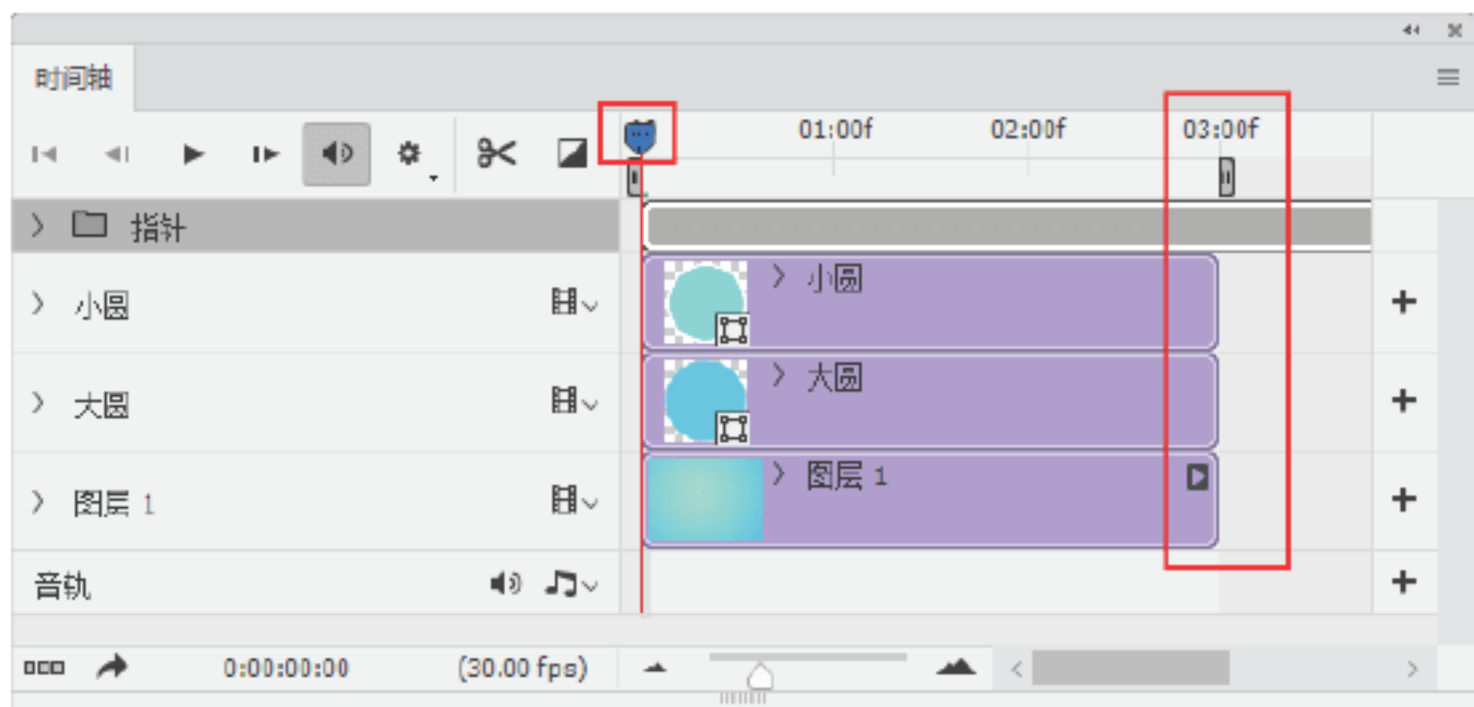 时间轴
01:00f 02:00f 03:00f
指针
小圆 小圆
大圆 大圆
图层 1 图层 1
音轨
0:00:00:00 (30.00 fps)